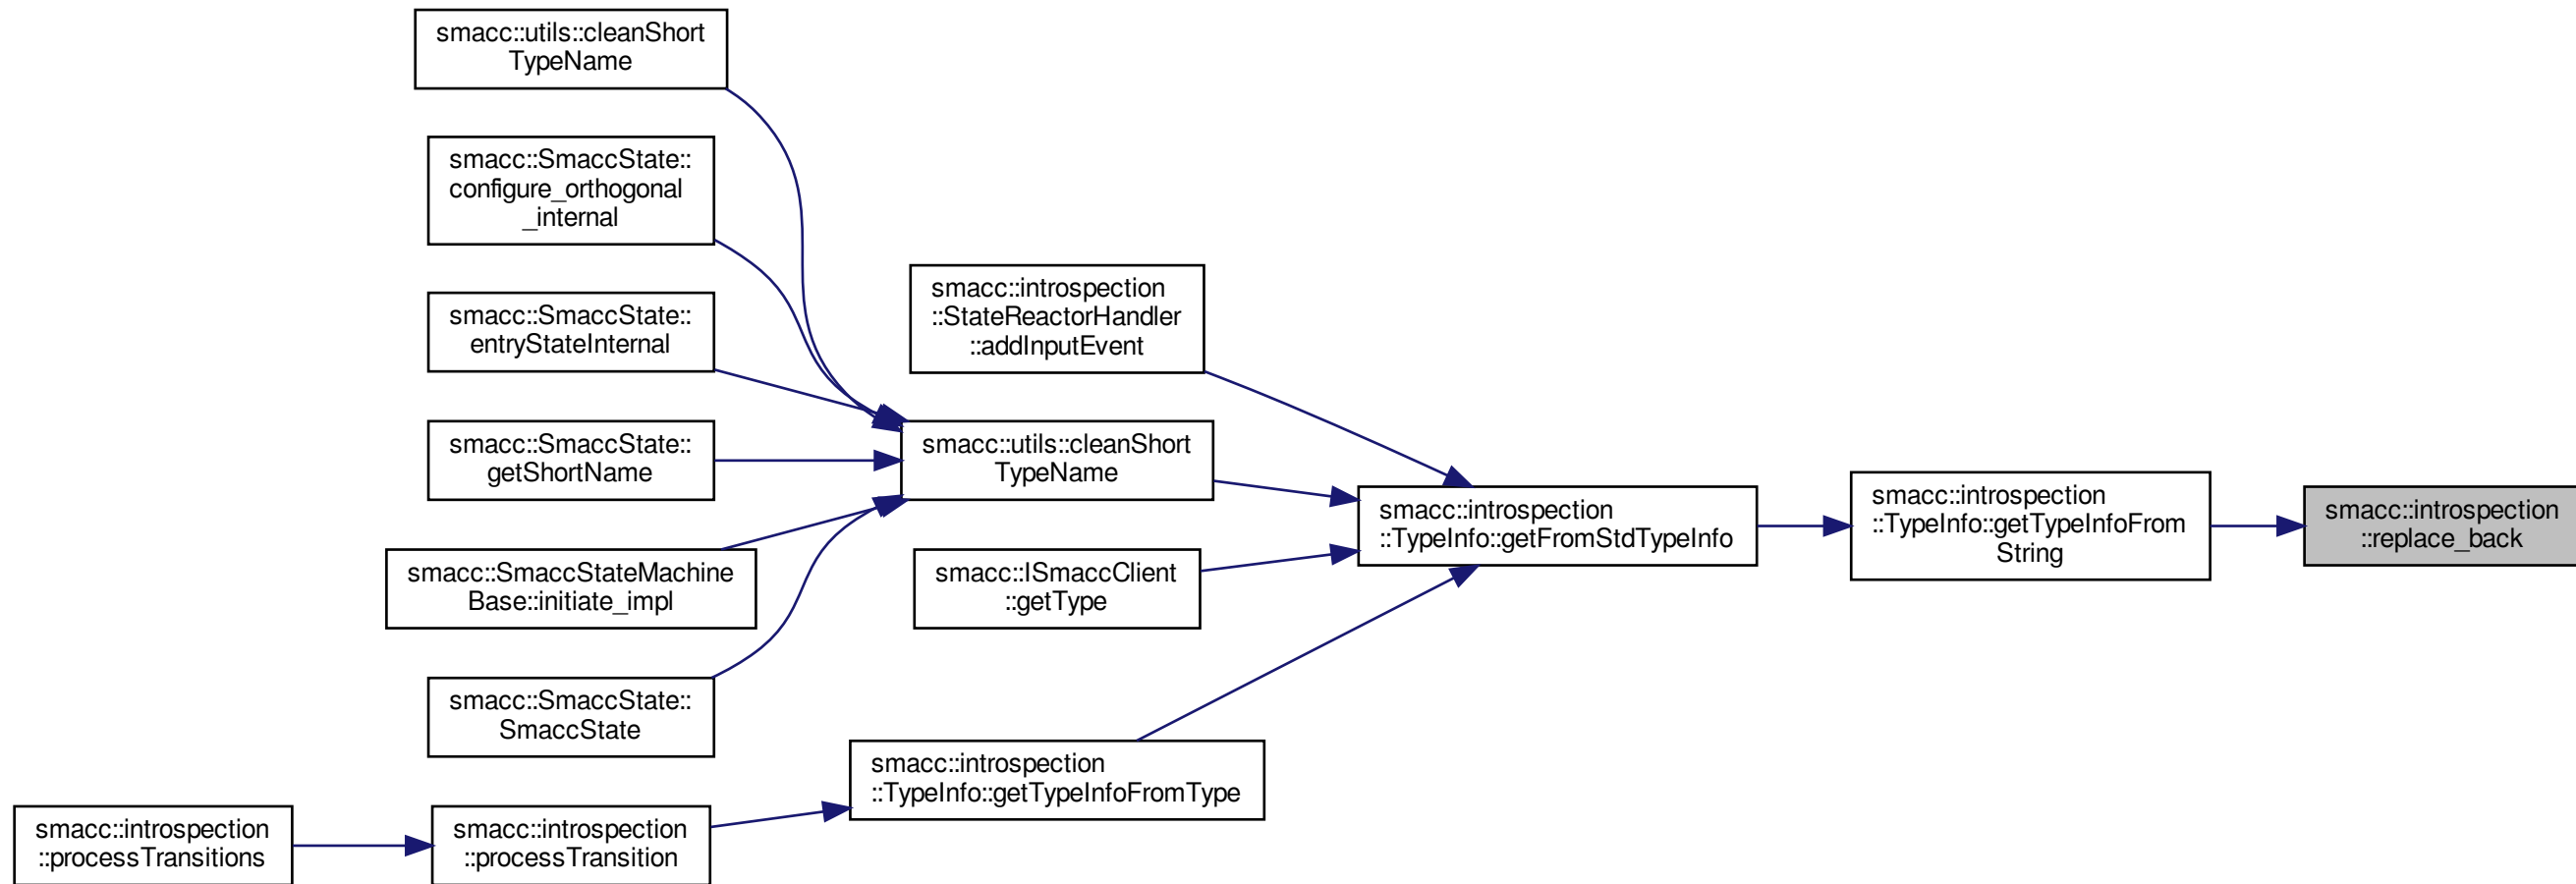 smacc::utils::cleanShort
TypeName
smacc::SmaccState::
configure_orthogonal
_internal
smacc::SmaccState::
entryStateInternal
smacc::SmaccState::
getShortName
smacc::SmaccStateMachine
Base::initiate_impl
smacc::SmaccState::
SmaccState
smacc::introspection
::processTransitions
smacc::introspection
::processTransition
smacc::introspection
::StateReactorHandler
::addInputEvent
smacc::utils::cleanShort
TypeName
smacc::ISmaccClient
::getType
smacc::introspection
::TypeInfo::getTypeInfoFromType
smacc::introspection
::TypeInfo::getFromStdTypeInfo
smacc::introspection
::TypeInfo::getTypeInfoFrom
String
smacc::introspection
::replace_back